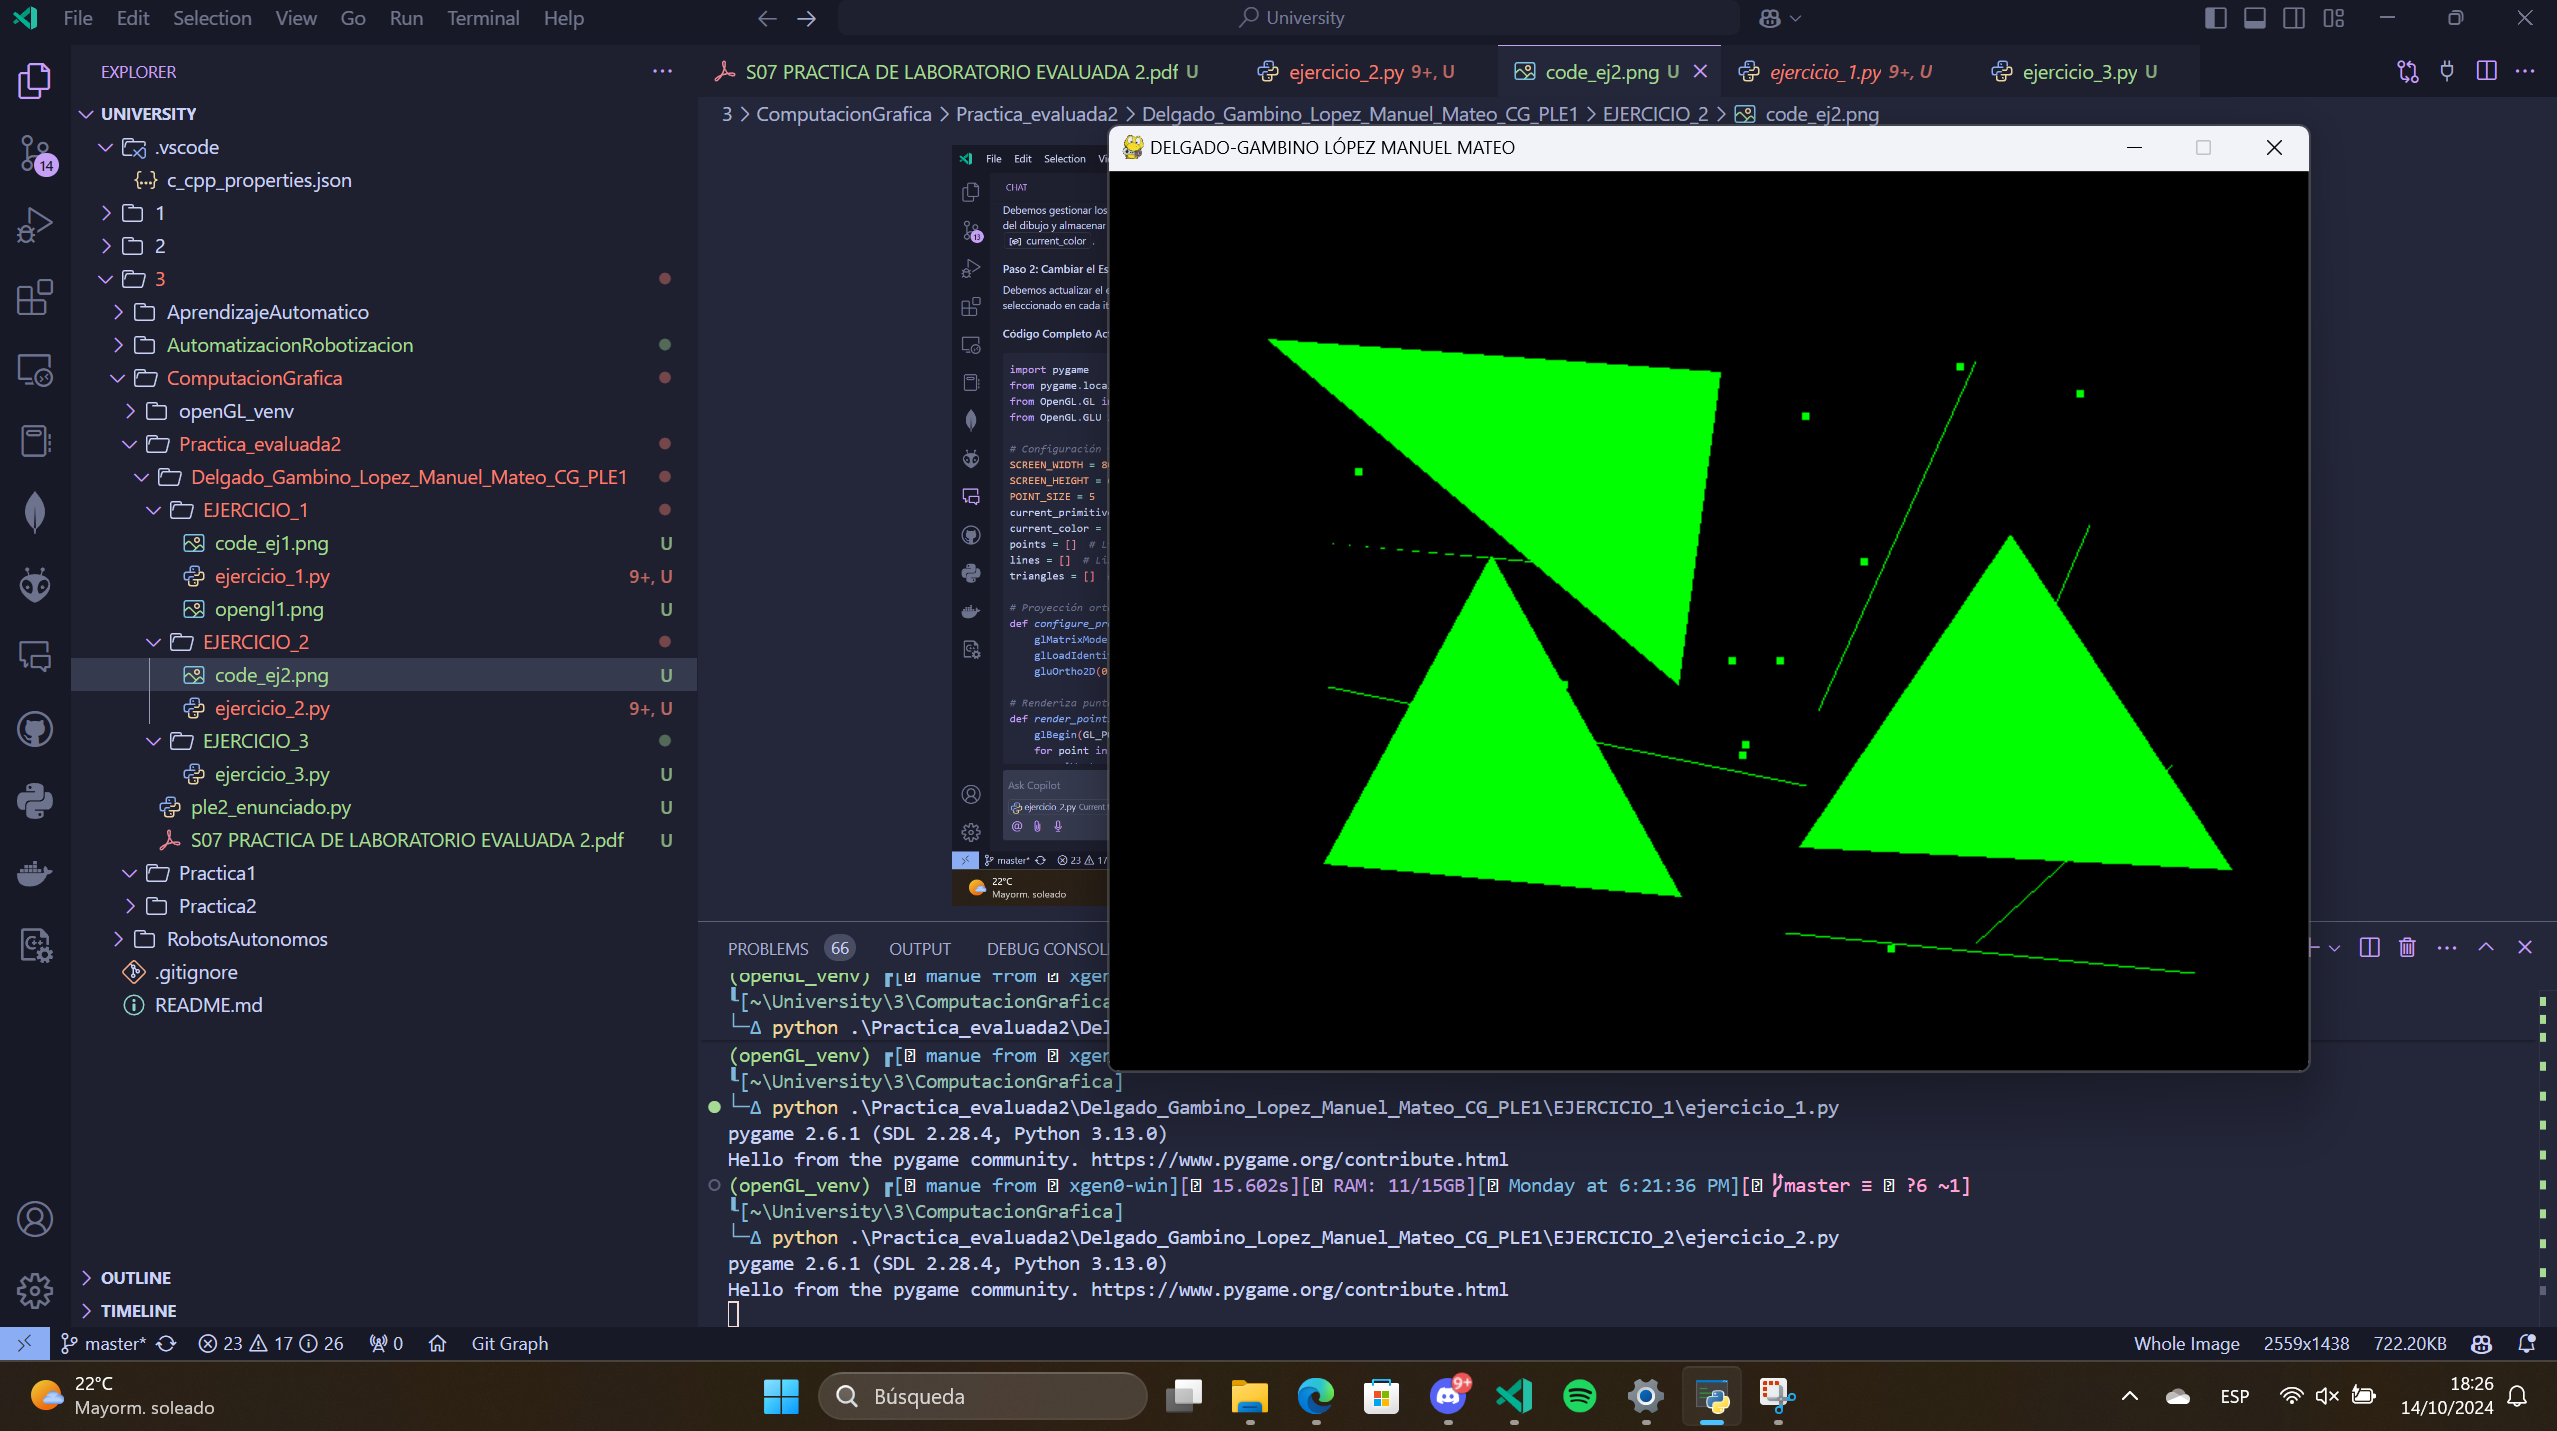 File Edit Selection View Go Run Terminal Help
University
EXPLORER
UNIVERSITY
.vscode
c_cpp_properties.json
1
2
3
AprendizajeAutomatico
AutomatizacionRobotizacion
ComputacionGrafica
openGL_venv
Practica_evaluada2
Delgado_Gambino_Lopez_Manuel_Mateo_CG_PLE1
EJERCICIO_1
code_ej1.png U
ejercicio_1.py 9+, U
opengl1.png U
EJERCICIO_2
code_ej2.png U
ejercicio_2.py 9+, U
EJERCICIO_3
ejercicio_3.py U
ple2_enunciado.py U
S07 PRACTICA DE LABORATORIO EVALUADA 2.pdf U
Practica1
Practica2
RobotsAutonomos
.gitignore
README.md
OUTLINE
TIMELINE
14
S07 PRACTICA DE LABORATORIO EVALUADA 2.pdf U
ejercicio_2.py 9+, U
code_ej2.png U
ejercicio_1.py 9+, U
ejercicio_3.py U
3 > ComputacionGrafica > Practica_evaluada2 > Delgado_Gambino_Lopez_Manuel_Mateo_CG_PLE1 > EJERCICIO_2 > code_ej2.png
DELGADO-GAMBINO LÓPEZ MANUEL MATEO
File Edit Selection
CHAT
13
Debemos gestionar los
del dibujo y almacenar
current_color .
Paso 2: Cambiar el Es
Debemos actualizar el e
seleccionado en cada it
Código Completo Act
import pygame
from pygame.loca
from OpenGL.GL i
from OpenGL.GLU
# Configuración
SCREEN_WIDTH = 8
SCREEN_HEIGHT =
POINT_SIZE = 5
current_primitiv
current_color =
points = [] # L
lines = [] # Li
triangles = []
# Proyección ort
def configure_pr
glMatrixMode
glLoadIdenti
gluOrtho2D(0
# Renderiza punt
def render_point
glBegin(GL_P
for point in
Ask Copilot
ejercicio_2.py Current
master* 23 17
22°C
Mayorm. soleado
PROBLEMS 66 OUTPUT DEBUG CONSOL
(openGL_venv) [ manue from xgen
[~\University\3\ComputacionGrafica
Δ python .\Practica_evaluada2\Del
(openGL_venv) [ manue from xgen
[~\University\3\ComputacionGrafica]
Δ python .\Practica_evaluada2\Delgado_Gambino_Lopez_Manuel_Mateo_CG_PLE1\EJERCICIO_1\ejercicio_1.py
pygame 2.6.1 (SDL 2.28.4, Python 3.13.0)
Hello from the pygame community. https://www.pygame.org/contribute.html
(openGL_venv) [ manue from xgen0-win][ 15.602s][ RAM: 11/15GB][ Monday at 6:21:36 PM][ master ≡ ?6 ~1]
[~\University\3\ComputacionGrafica]
Δ python .\Practica_evaluada2\Delgado_Gambino_Lopez_Manuel_Mateo_CG_PLE1\EJERCICIO_2\ejercicio_2.py
pygame 2.6.1 (SDL 2.28.4, Python 3.13.0)
Hello from the pygame community. https://www.pygame.org/contribute.html
master* 23 17 26 0 Git Graph Whole Image 2559x1438 722.20KB
22°C
Mayorm. soleado
Búsqueda
9+
ESP
18:26
14/10/2024